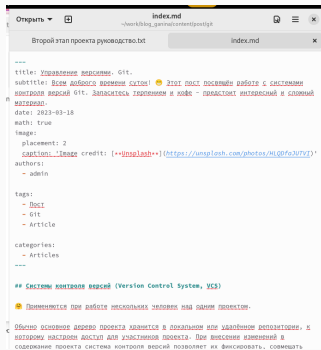 Открыть
index.md
~/work/blog_ganina/content/post/git
Второй этап проекта руководство.txt
index.md
---
title: Управление версиями. Git.
subtitle: Всем доброго времени суток! 😁 Этот пост посвящён работе с системами
контроля версий Git. Запаситесь терпением и кофе - предстоит интересный и сложный
материал.
date: 2023-03-18
math: true
image:
placement: 2
caption: 'Image credit: [**Unsplash**](https://unsplash.com/photos/HLQDfaJUTVI)'
authors:
- admin
tags:
- Пост
- Git
- Article
categories:
- Articles
---
## Системы контроля версий (Version Control System, VCS)
Применяется при работе нескольких человек над одним проектом.
Обычно основное дерево проекта хранится в локальном или удалённом репозитории, к
которому настроен доступ для участников проекта. При внесении изменений в
содержание проекта система контроля версий позволяет их фиксировать, совмещать